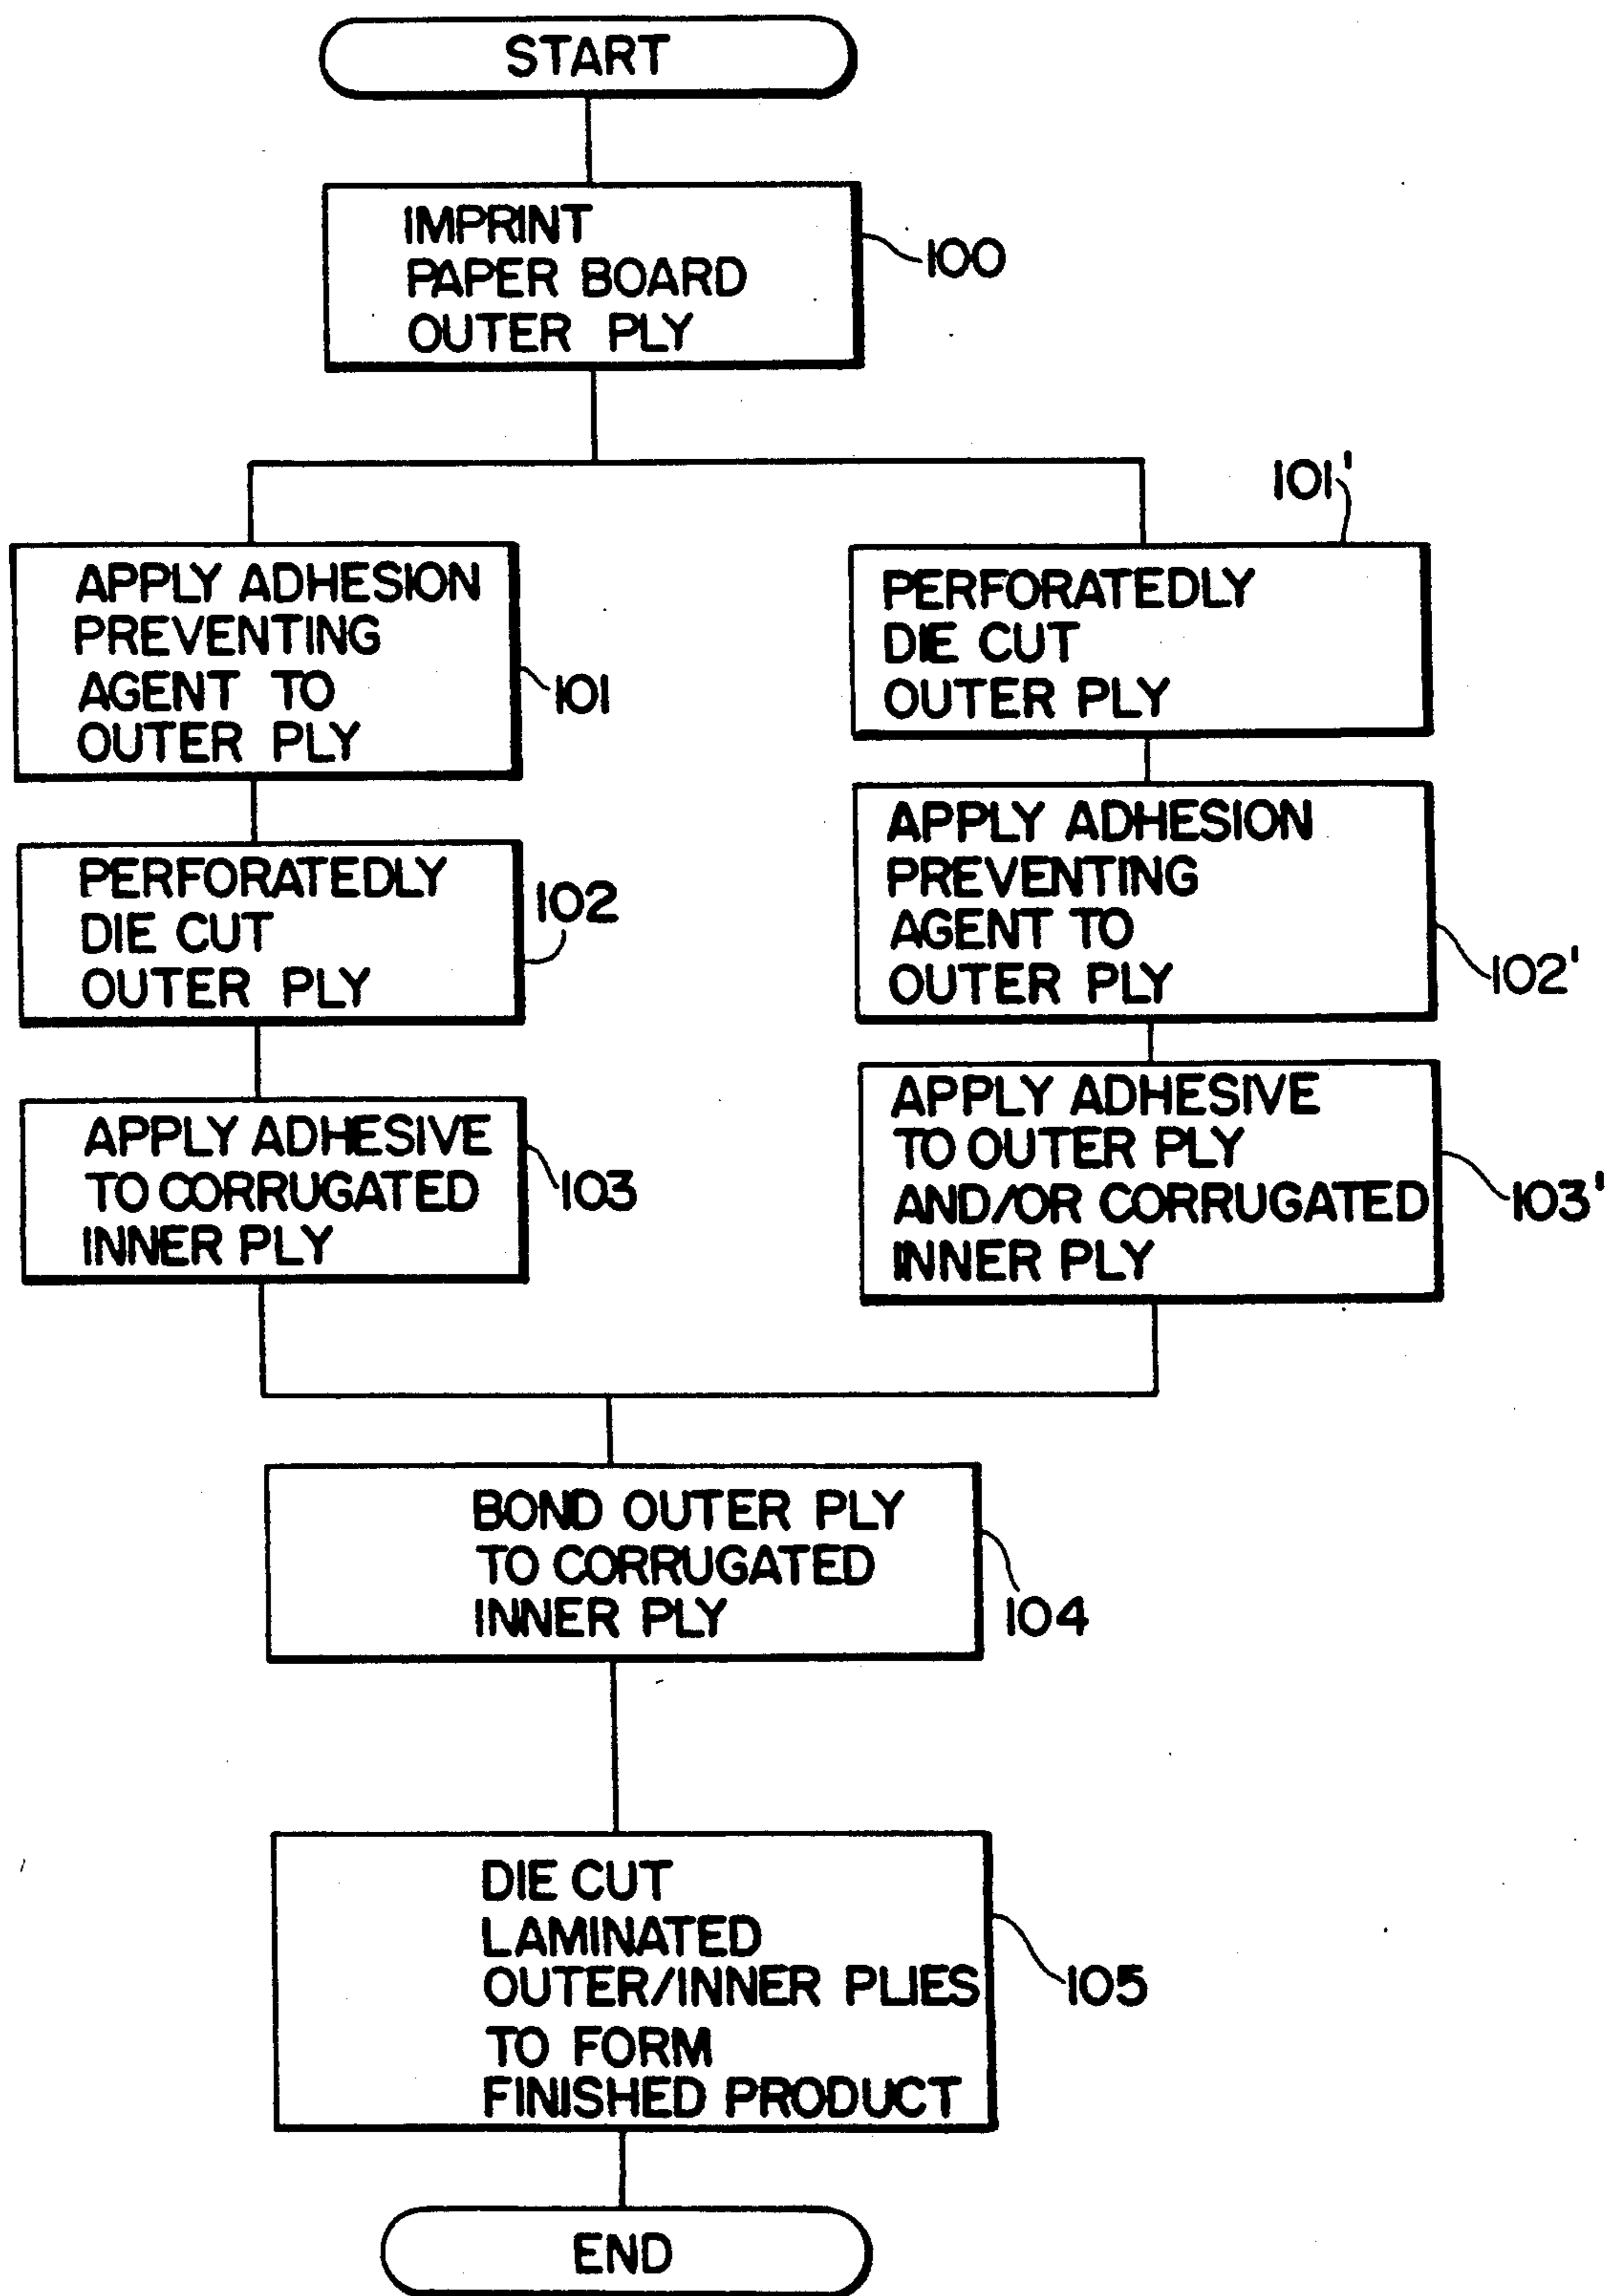 START
IMPRINT
PAPER BOARD
OUTER PLY
100
APPLY ADHESION
PREVENTING
AGENT TO
OUTER PLY
101
PERFORATEDLY
DIE CUT
OUTER PLY
102
APPLY ADHESIVE
TO CORRUGATED
INNER PLY
103
101'
PERFORATEDLY
DIE CUT
OUTER PLY
APPLY ADHESION
PREVENTING
AGENT TO
OUTER PLY
102'
APPLY ADHESIVE
TO OUTER PLY
AND/OR CORRUGATED
INNER PLY
103'
BOND OUTER PLY
TO CORRUGATED
INNER PLY
104
DIE CUT
LAMINATED
OUTER/INNER PLIES
TO FORM
FINISHED PRODUCT
105
END